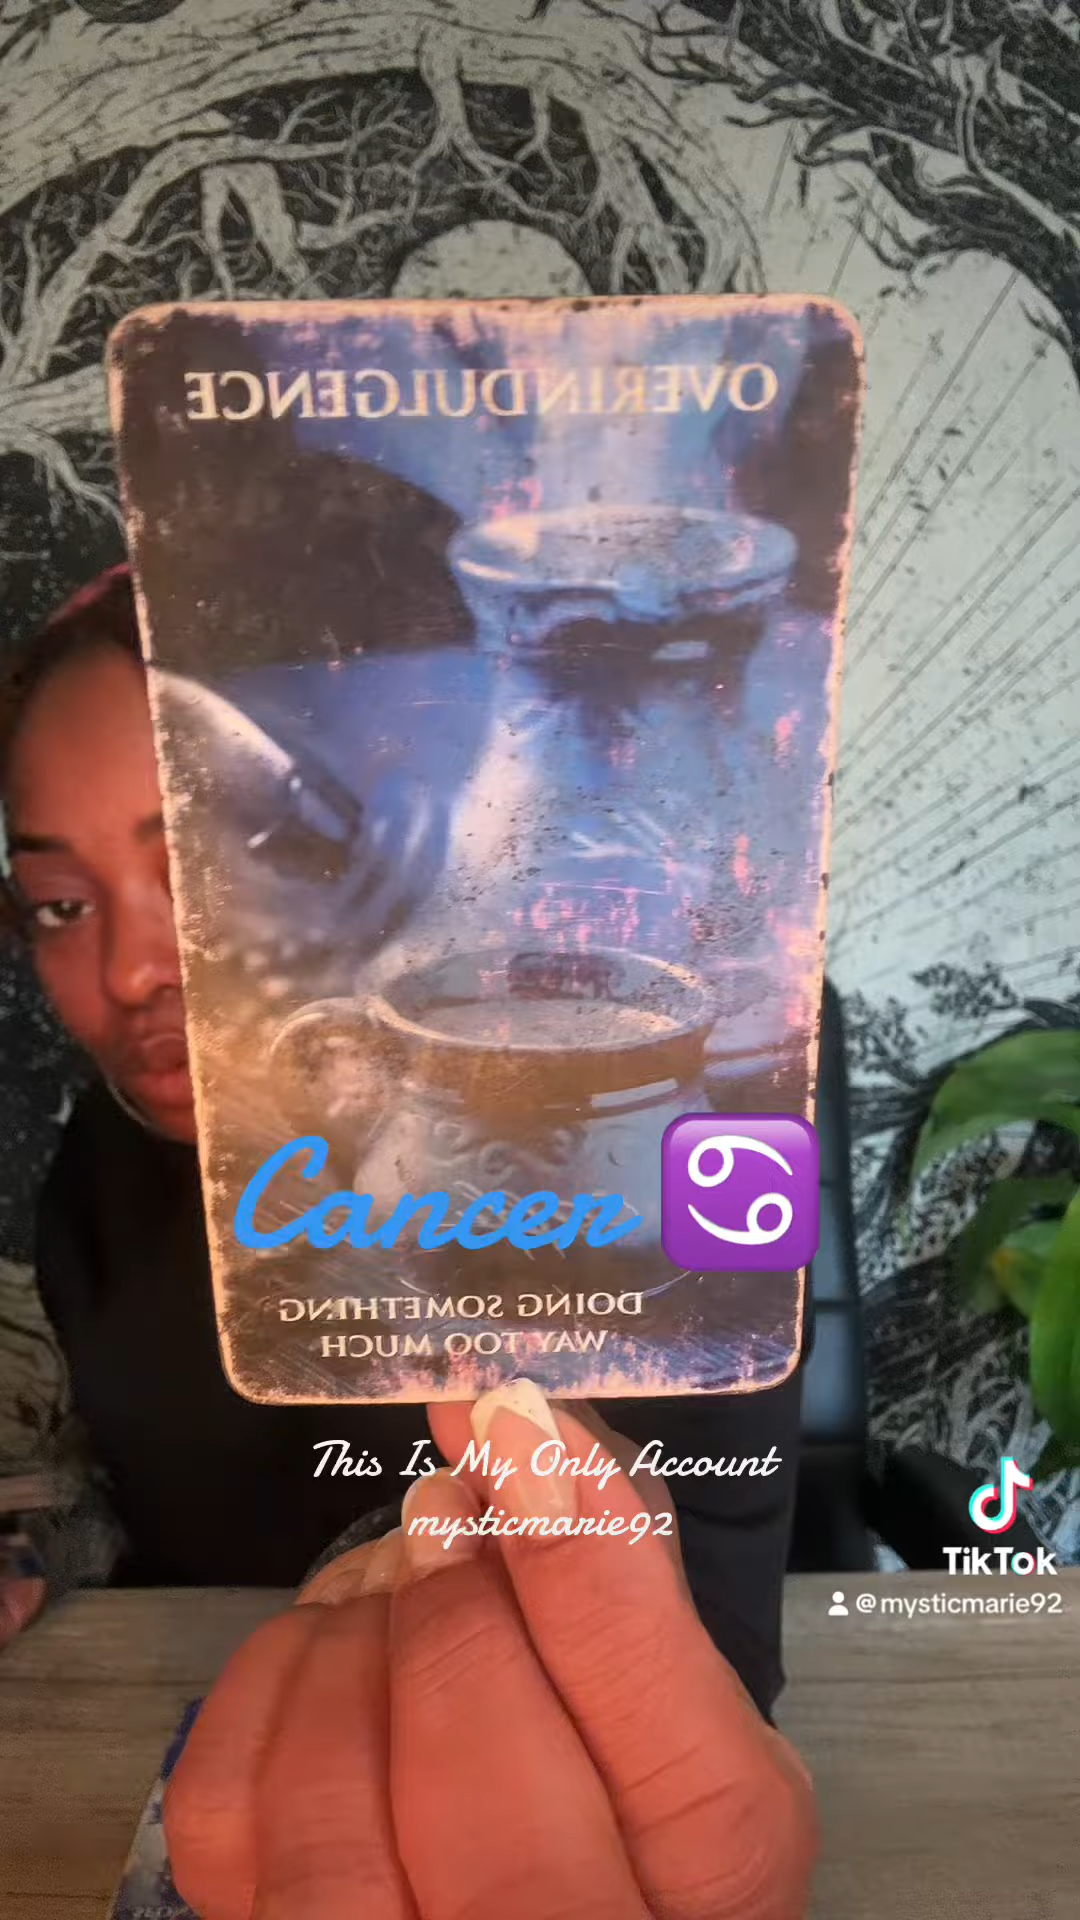 OVERINDULGENCE
Cancer ♋
DOING SOMETHING
WAY TOO MUCH
This Is My Only Account
mysticmarie92
TikTok
@mysticmarie92